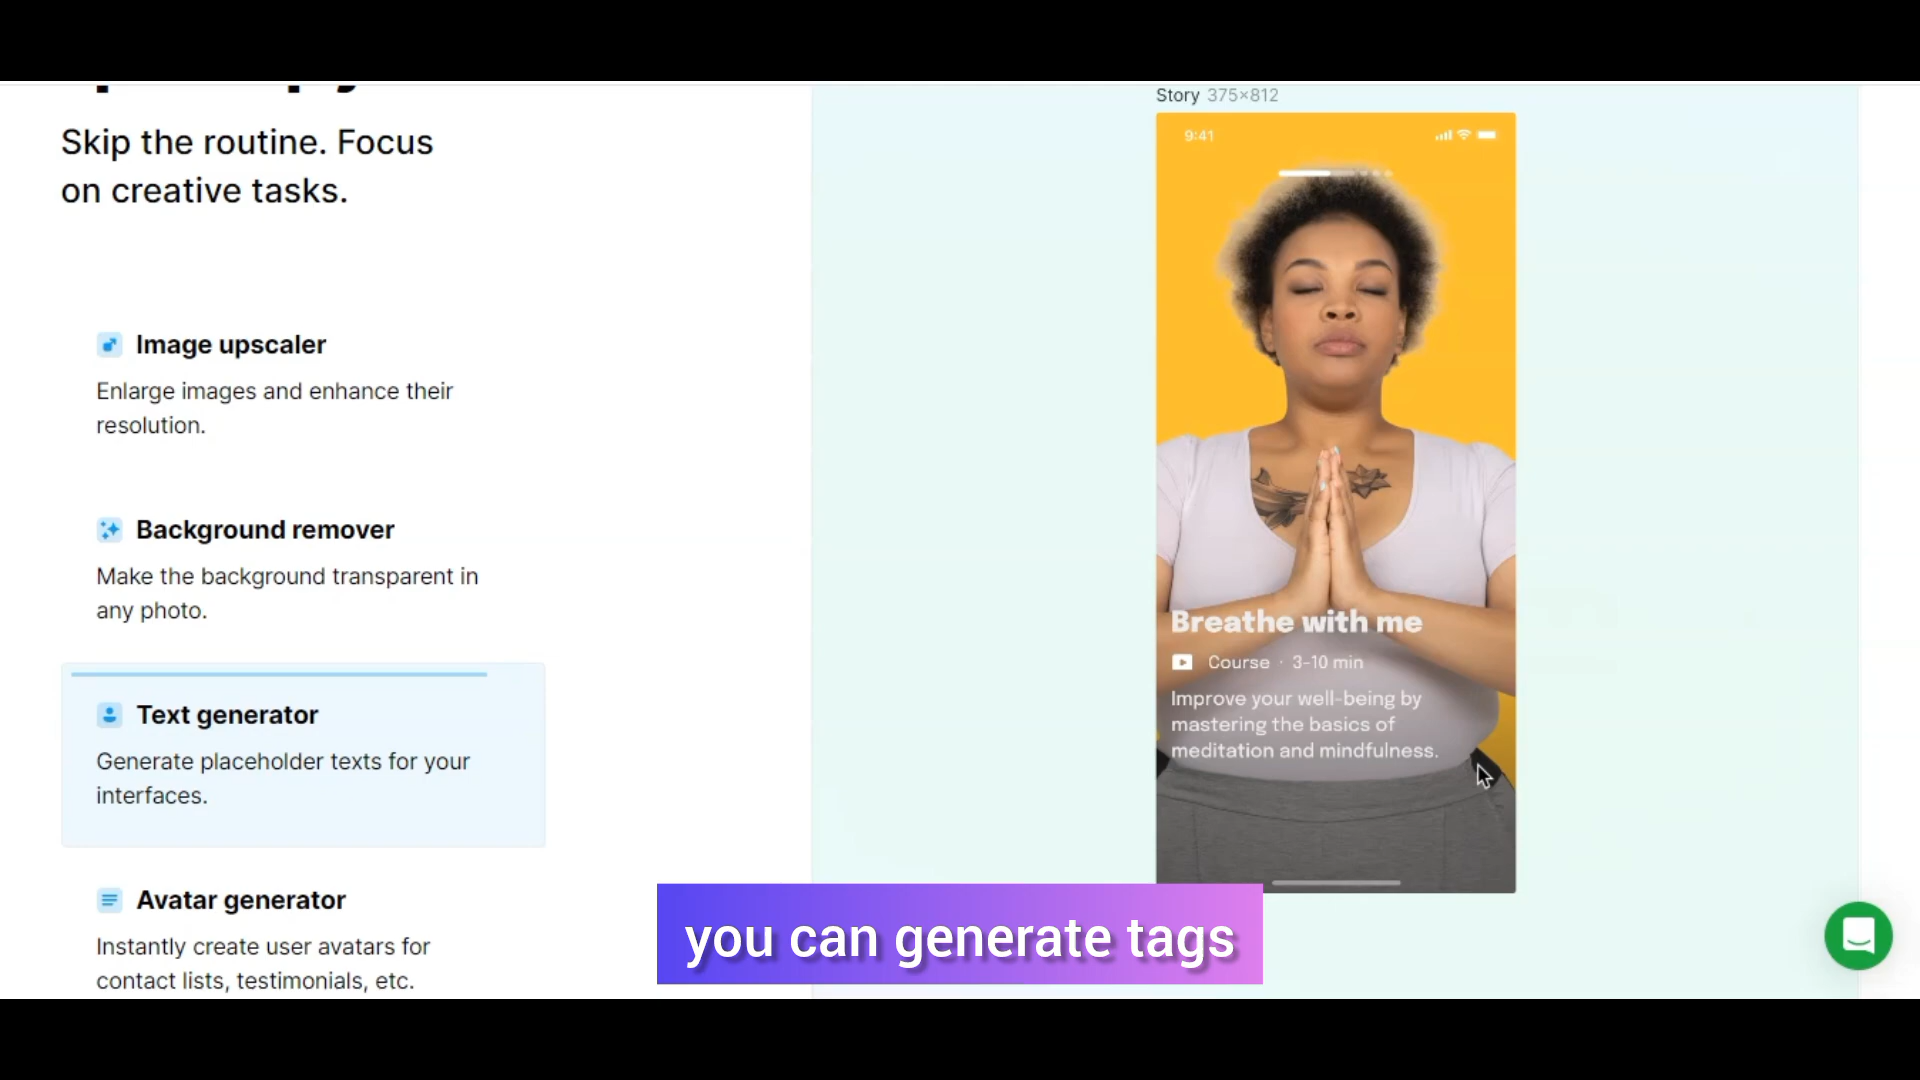 Skip the routine. Focus
on creative tasks.
Image upscaler
Enlarge images and enhance their
resolution.
Background remover
Make the background transparent in
any photo.
Text generator
Generate placeholder texts for your
interfaces.
Avatar generator
Instantly create user avatars for
contact lists, testimonials, etc.
Story 375×812
9:41
Breathe with me
Course · 3-10 min
Improve your well-being by
mastering the basics of
meditation and mindfulness.
you can generate tags